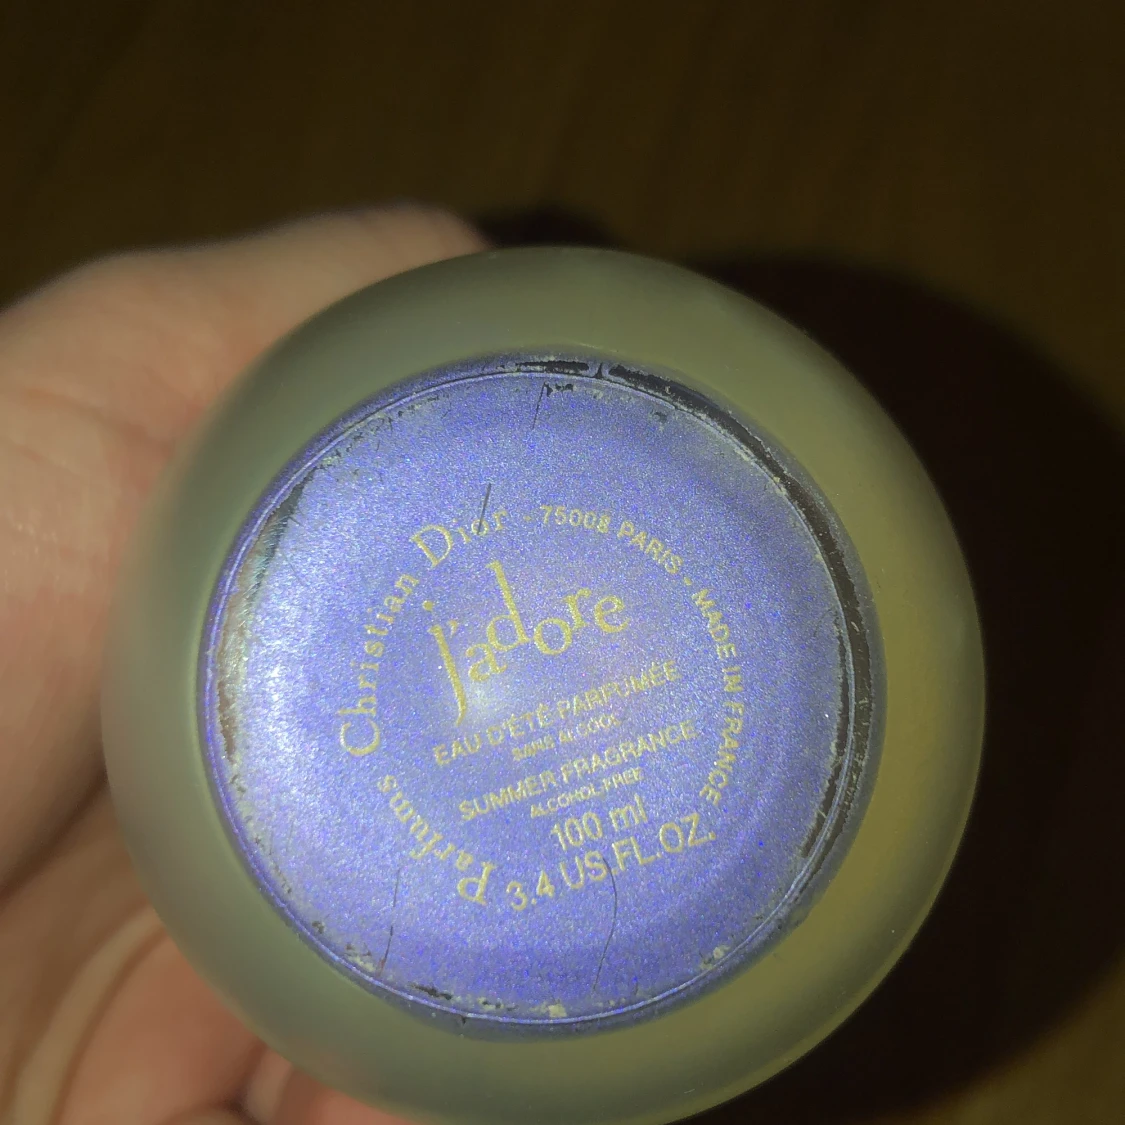 Parfums Christian Dior - 75008 PARIS - MADE IN FRANCE
j'adore
EAU D'ÉTÉ PARFUMÉE
SANS ALCOOL
SUMMER FRAGRANCE
ALCOHOL FREE
100 ml
3.4 US.FL.OZ.